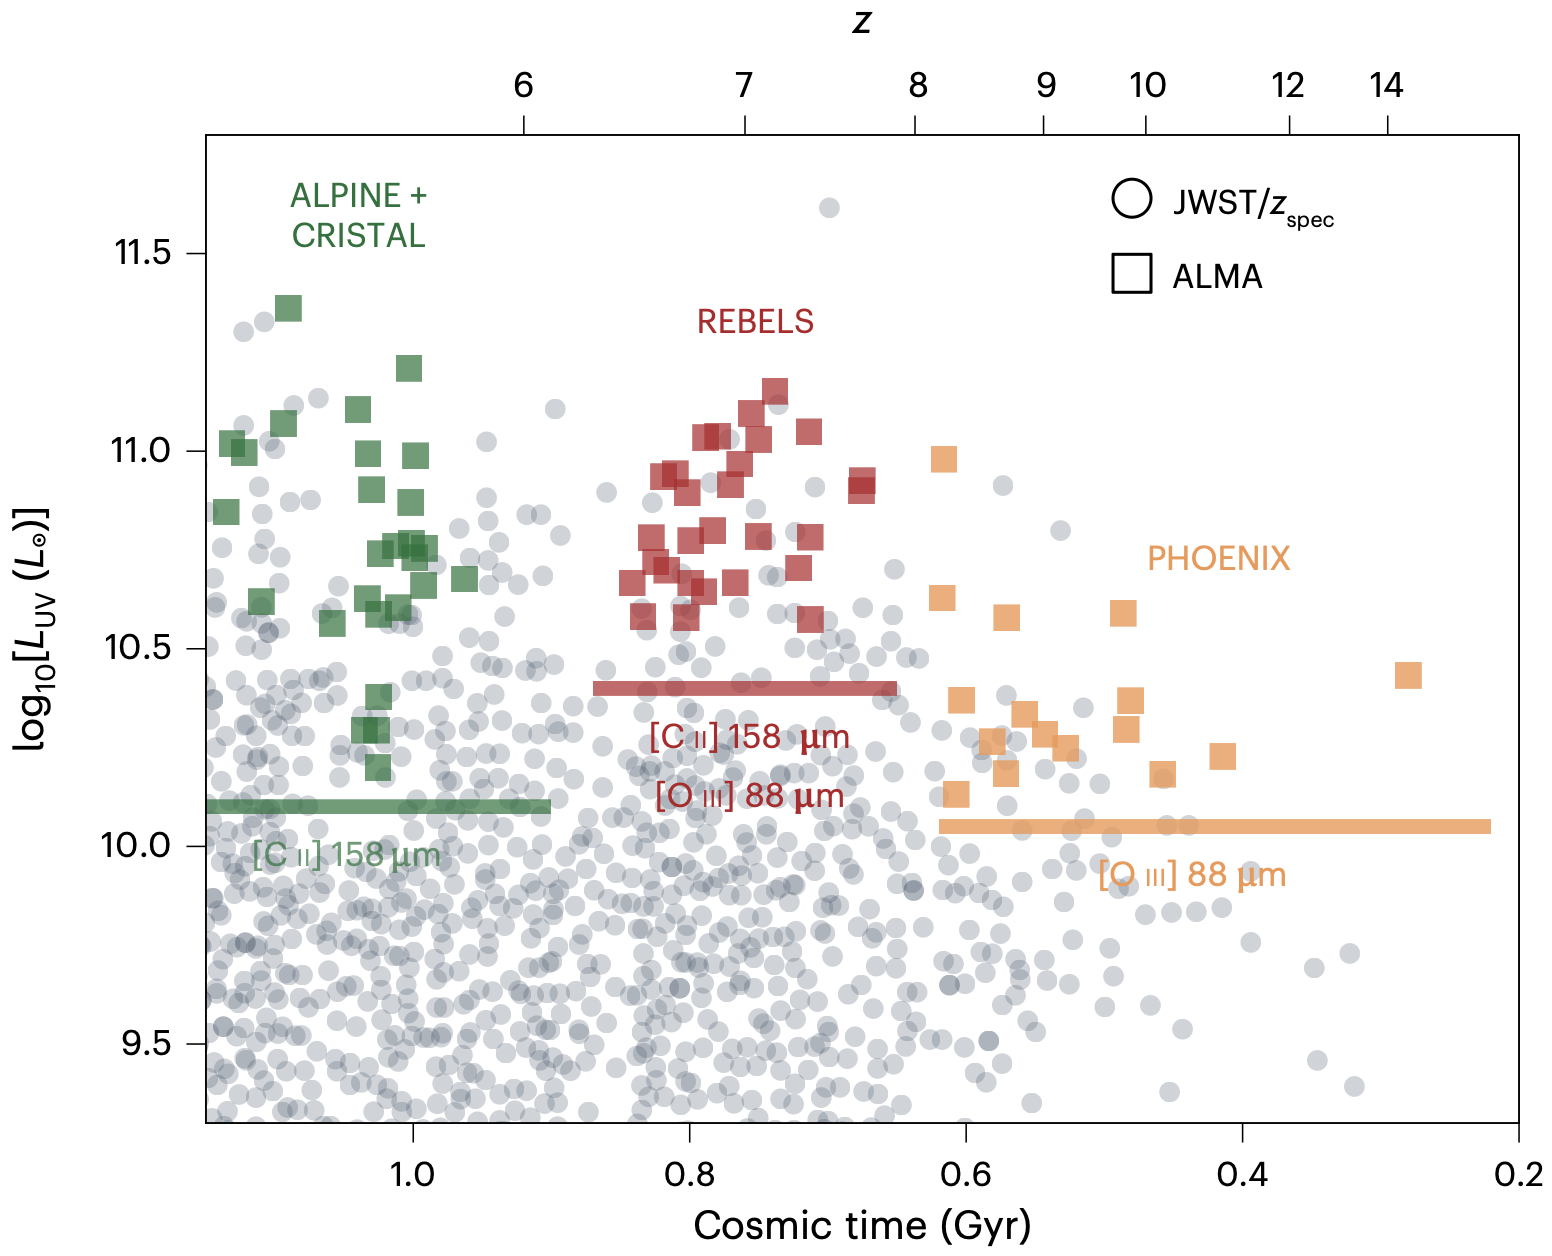 z
6 7 8 9 10 12 14
ALPINE +
CRISTAL
JWST/zspec
ALMA
REBELS
PHOENIX
11.5
11.0
10.5
10.0
9.5
log10[LUV (L⊙)]
[C II] 158 μm
[O III] 88 μm
[C II] 158 μm
[O III] 88 μm
1.0 0.8 0.6 0.4 0.2
Cosmic time (Gyr)